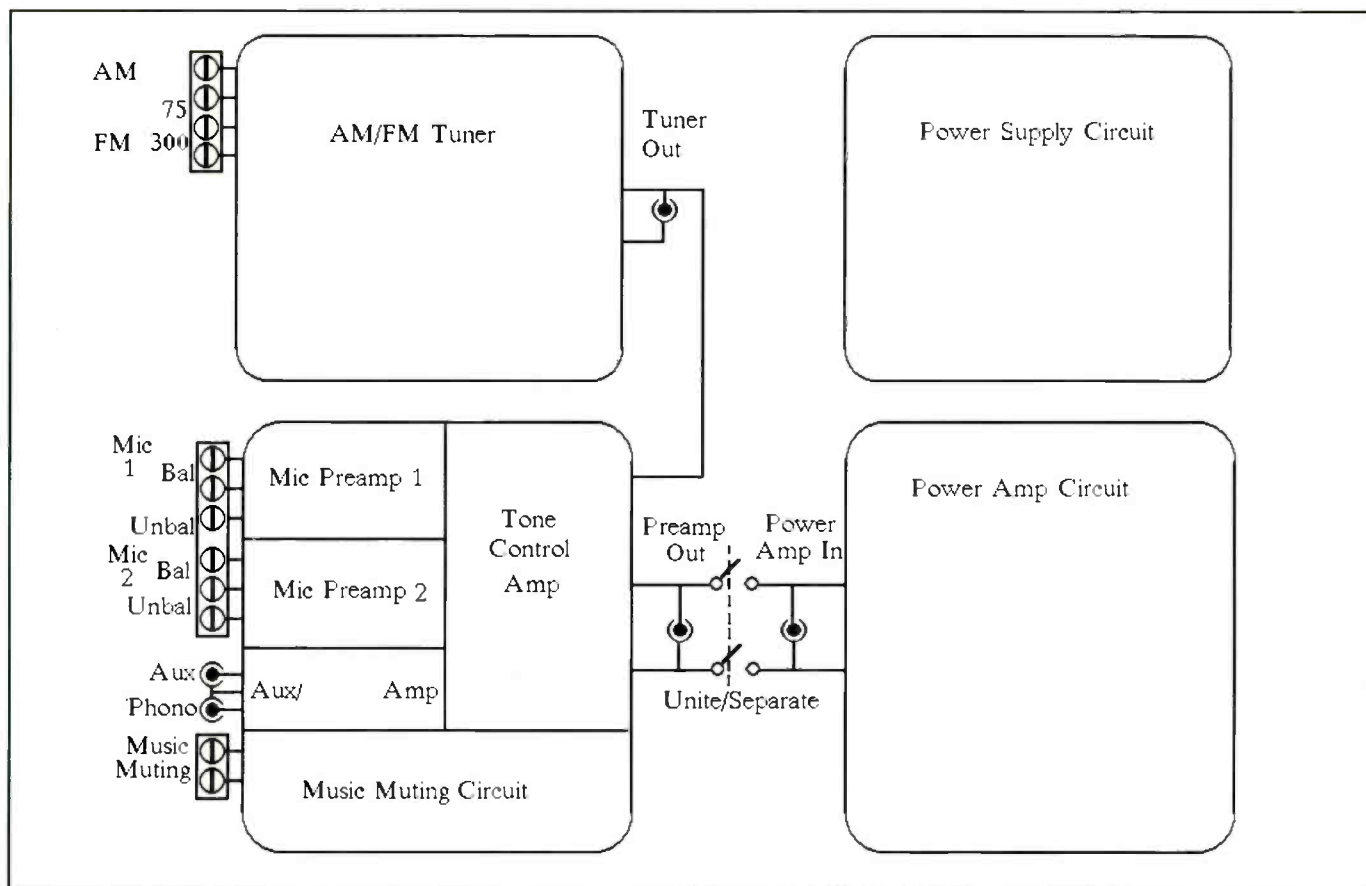 AM
75
FM 300
AM/FM Tuner
Tuner
Out
Power Supply Circuit
Mic
1
Bal
Unbal
Mic
2
Bal
Unbal
Aux
Phono
Music
Muting
Mic Preamp 1
Mic Preamp 2
Aux/ Amp
Tone
Control
Amp
Music Muting Circuit
Preamp
Out
Power
Amp In
Unite/Separate
Power Amp Circuit